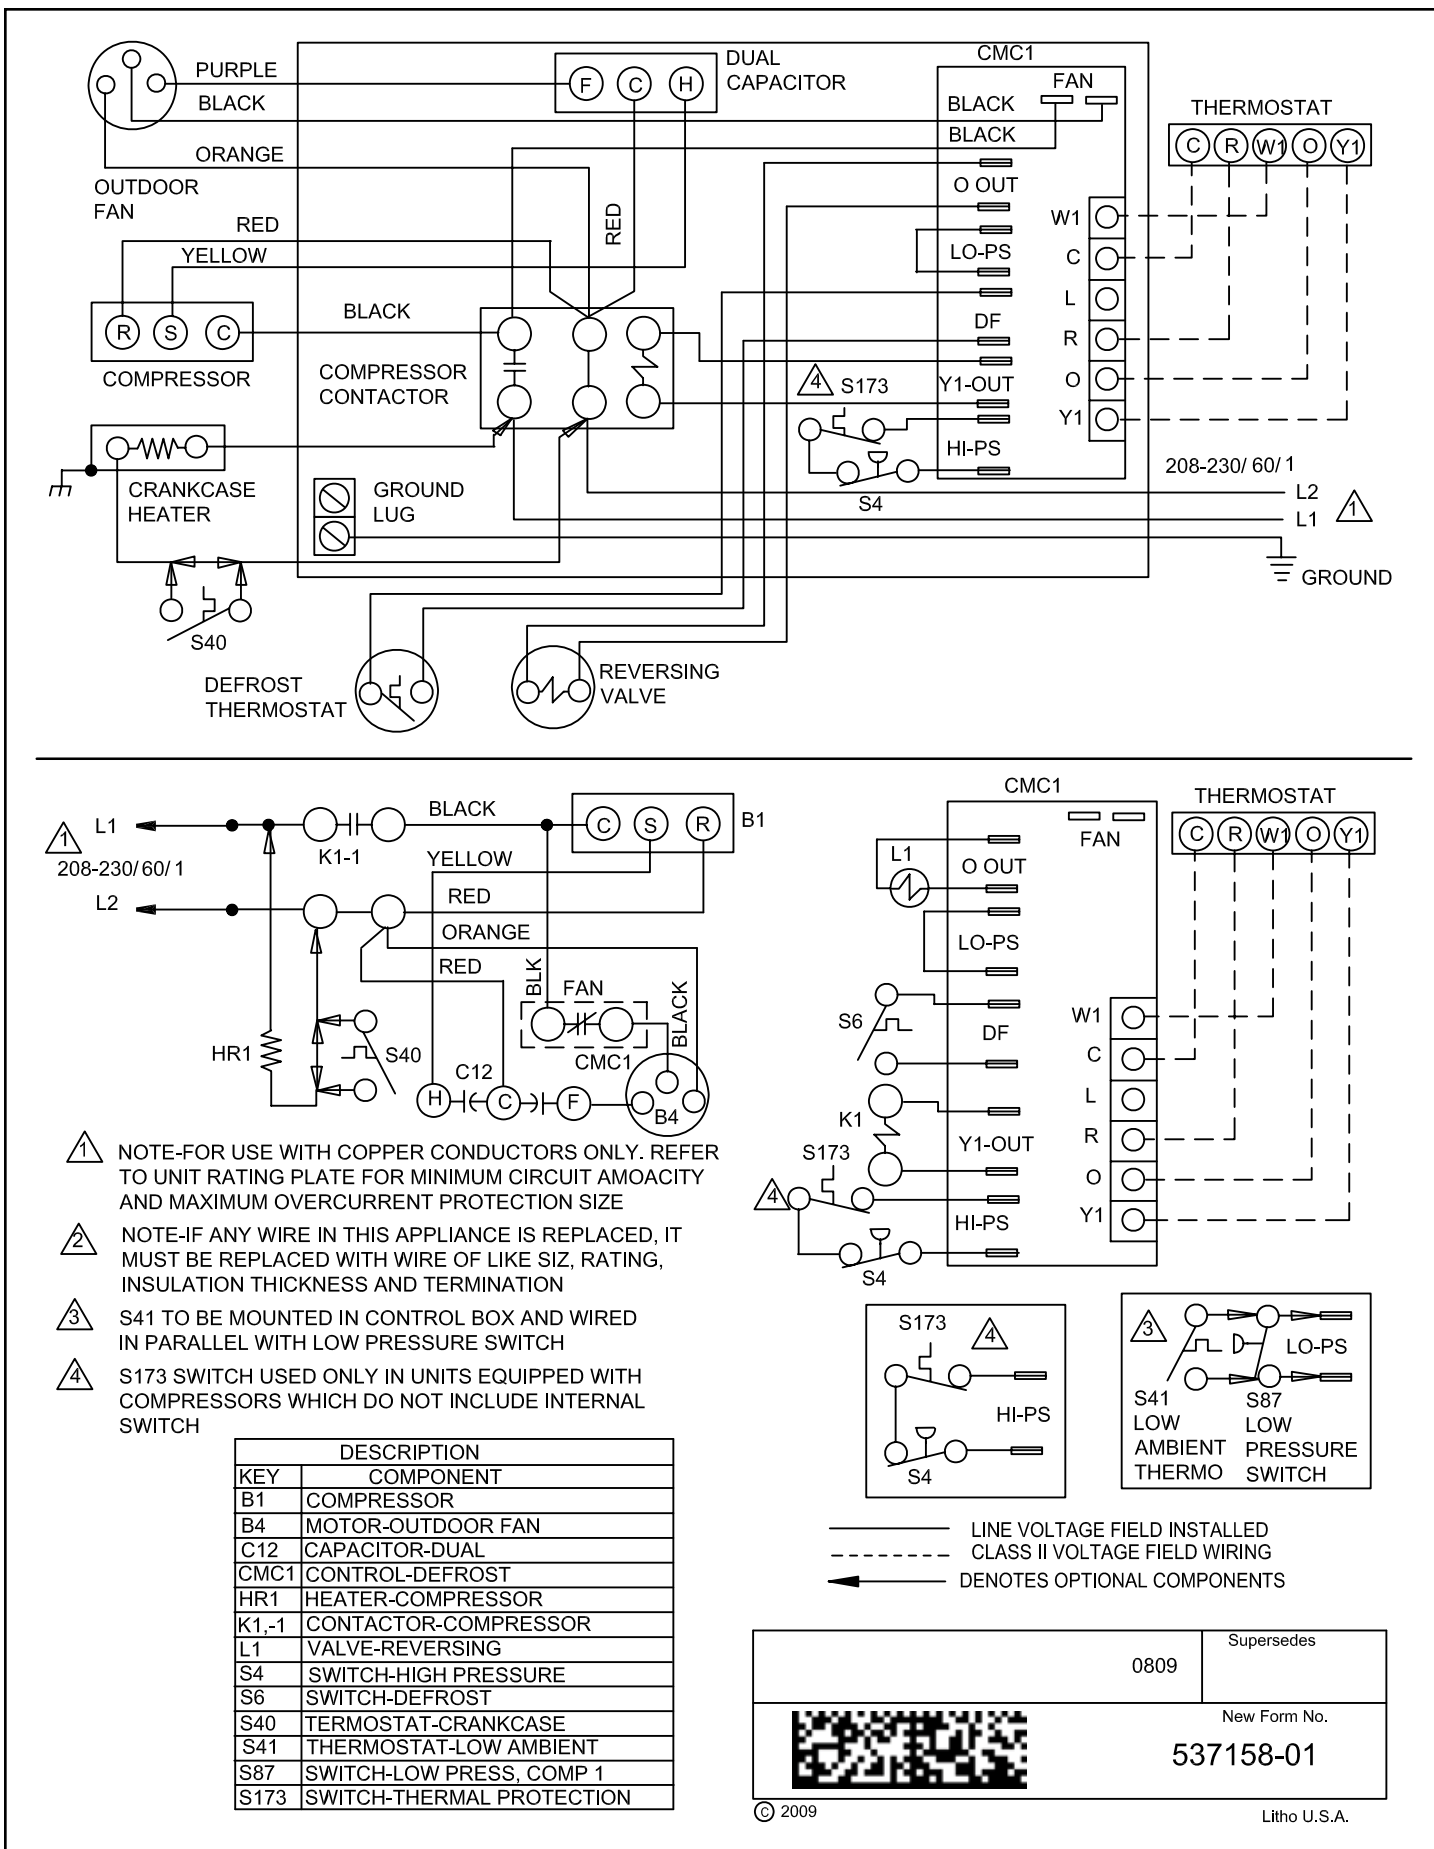 PURPLE
BLACK
ORANGE
OUTDOOR
FAN
F C H
DUAL
CAPACITOR
CMC1
FAN
BLACK
BLACK
THERMOSTAT
C R W1 O Y1
O OUT
LO-PS
DF
Y1-OUT
HI-PS
W1
C
L
R
O
Y1
RED
YELLOW
RED
BLACK
R S C
COMPRESSOR
COMPRESSOR
CONTACTOR
4 S173
S4
CRANKCASE
HEATER
GROUND
LUG
208-230/60/1
L2
L1
1
GROUND
S40
DEFROST
THERMOSTAT
REVERSING
VALVE
1
L1
208-230/60/1
L2
K1-1
BLACK
C S R
B1
YELLOW
RED
ORANGE
RED
BLK
FAN
CMC1
BLACK
HR1
S40
C12
H C F
B4
CMC1
FAN
THERMOSTAT
C R W1 O Y1
L1
O OUT
LO-PS
S6
DF
K1
Y1-OUT
S173
4
HI-PS
S4
W1
C
L
R
O
Y1
1 NOTE-FOR USE WITH COPPER CONDUCTORS ONLY. REFER
TO UNIT RATING PLATE FOR MINIMUM CIRCUIT AMOACITY
AND MAXIMUM OVERCURRENT PROTECTION SIZE
2 NOTE-IF ANY WIRE IN THIS APPLIANCE IS REPLACED, IT
MUST BE REPLACED WITH WIRE OF LIKE SIZ, RATING,
INSULATION THICKNESS AND TERMINATION
3 S41 TO BE MOUNTED IN CONTROL BOX AND WIRED
IN PARALLEL WITH LOW PRESSURE SWITCH
4 S173 SWITCH USED ONLY IN UNITS EQUIPPED WITH
COMPRESSORS WHICH DO NOT INCLUDE INTERNAL
SWITCH
S173
4
HI-PS
S4
3
LO-PS
S41
LOW
AMBIENT
THERMO
S87
LOW
PRESSURE
SWITCH
DESCRIPTION
KEY COMPONENT
B1 COMPRESSOR
B4 MOTOR-OUTDOOR FAN
C12 CAPACITOR-DUAL
CMC1 CONTROL-DEFROST
HR1 HEATER-COMPRESSOR
K1,-1 CONTACTOR-COMPRESSOR
L1 VALVE-REVERSING
S4 SWITCH-HIGH PRESSURE
S6 SWITCH-DEFROST
S40 TERMOSTAT-CRANKCASE
S41 THERMOSTAT-LOW AMBIENT
S87 SWITCH-LOW PRESS, COMP 1
S173 SWITCH-THERMAL PROTECTION
LINE VOLTAGE FIELD INSTALLED
CLASS II VOLTAGE FIELD WIRING
DENOTES OPTIONAL COMPONENTS
Supersedes
0809
New Form No.
537158-01
© 2009
Litho U.S.A.